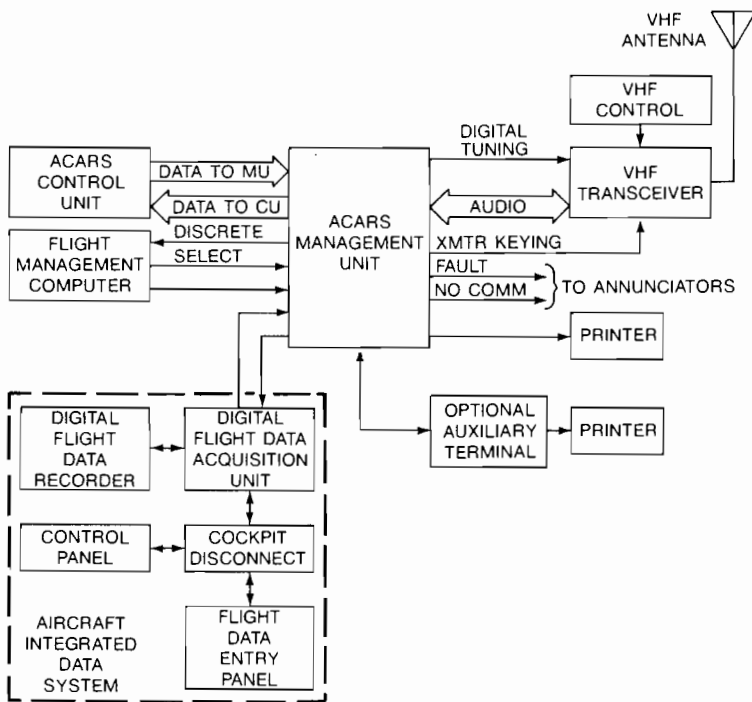 VHF
ANTENNA
VHF
CONTROL
DIGITAL
TUNING
VHF
TRANSCEIVER
ACARS
CONTROL
UNIT
DATA TO MU
DATA TO CU
ACARS
MANAGEMENT
UNIT
AUDIO
DISCRETE
XMTR KEYING
FLIGHT
MANAGEMENT
COMPUTER
SELECT
FAULT
NO COMM
TO ANNUNCIATORS
PRINTER
OPTIONAL
AUXILIARY
TERMINAL
PRINTER
DIGITAL
FLIGHT
DATA
RECORDER
DIGITAL
FLIGHT DATA
ACQUISITION
UNIT
CONTROL
PANEL
COCKPIT
DISCONNECT
AIRCRAFT
INTEGRATED
DATA
SYSTEM
FLIGHT
DATA
ENTRY
PANEL